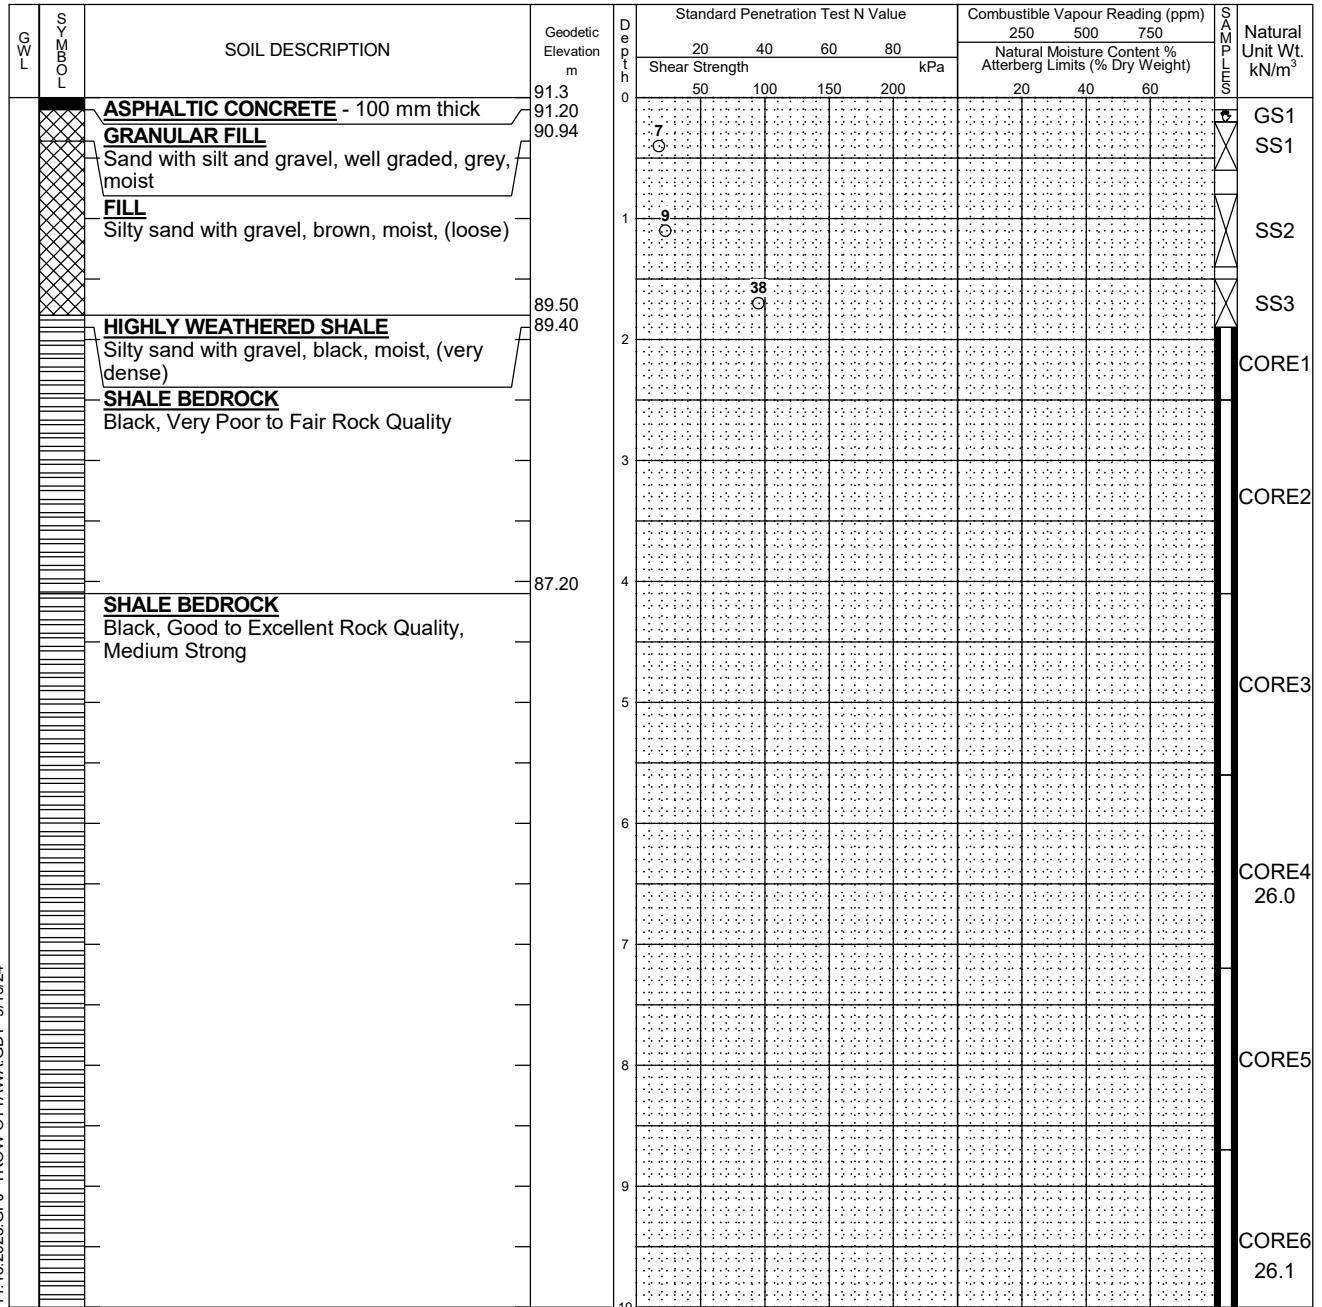 GWL
SYMBOL
SOIL DESCRIPTION
Geodetic
Elevation
m
Depth
Standard Penetration Test N Value
20 40 60 80
Shear Strength kPa
50 100 150 200
Combustible Vapour Reading (ppm)
250 500 750
Natural Moisture Content %
Atterberg Limits (% Dry Weight)
20 40 60
SAMPLES
Natural
Unit Wt.
kN/m³
91.3
0
ASPHALTIC CONCRETE - 100 mm thick
91.20
GS1
90.94
GRANULAR FILL
7
SS1
Sand with silt and gravel, well graded, grey,
moist
FILL
9
1
Silty sand with gravel, brown, moist, (loose)
SS2
38
89.50
SS3
HIGHLY WEATHERED SHALE
89.40
2
Silty sand with gravel, black, moist, (very
dense)
CORE1
SHALE BEDROCK
Black, Very Poor to Fair Rock Quality
3
CORE2
87.20
4
SHALE BEDROCK
Black, Good to Excellent Rock Quality,
Medium Strong
CORE3
5
6
CORE4
26.0
7
8
CORE5
9
CORE6
26.1